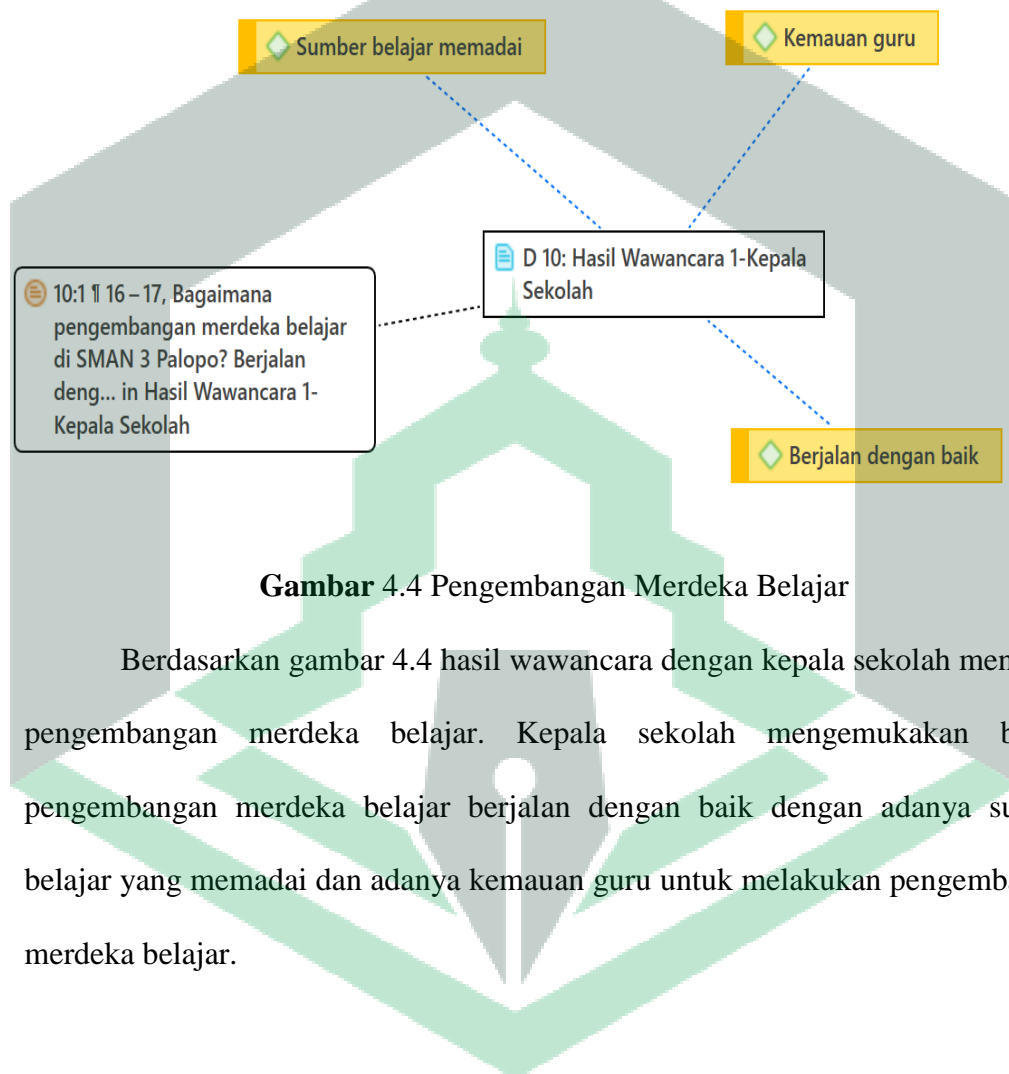 Sumber belajar memadai
Kemauan guru
D 10: Hasil Wawancara 1-Kepala
Sekolah
10:1 ¶ 16 – 17, Bagaimana
pengembangan merdeka belajar
di SMAN 3 Palopo? Berjalan
deng... in Hasil Wawancara 1-
Kepala Sekolah
Berjalan dengan baik
Gambar 4.4 Pengembangan Merdeka Belajar
Berdasarkan gambar 4.4 hasil wawancara dengan kepala sekolah
pengembangan merdeka belajar. Kepala sekolah mengemukakan
pengembangan merdeka belajar berjalan dengan baik dengan adanya
belajar yang memadai dan adanya kemauan guru untuk melakukan
merdeka belajar.